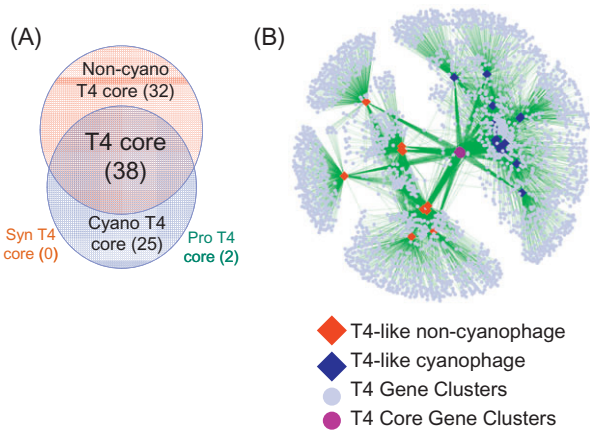 (A)
Non-cyano
T4 core (32)
T4 core
(38)
Cyano T4
core (25)
Syn T4
core (0)
Pro T4
core (2)
(B)
T4-like non-cyanophage
T4-like cyanophage
T4 Gene Clusters
T4 Core Gene Clusters